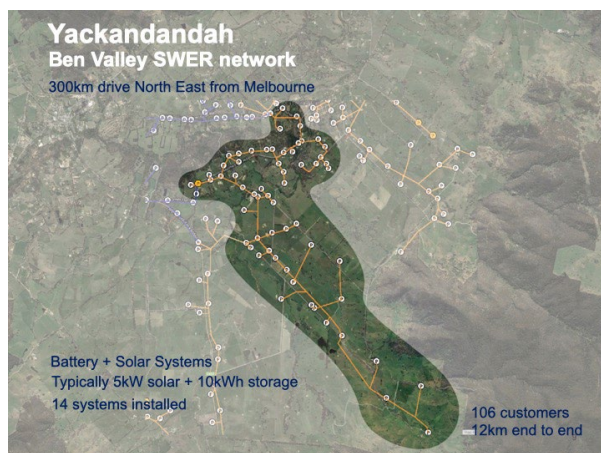 Yackandandah
Ben Valley SWER network
300km drive North East from Melbourne
Battery + Solar Systems
Typically 5kW solar + 10kWh storage
14 systems installed
106 customers
12km end to end